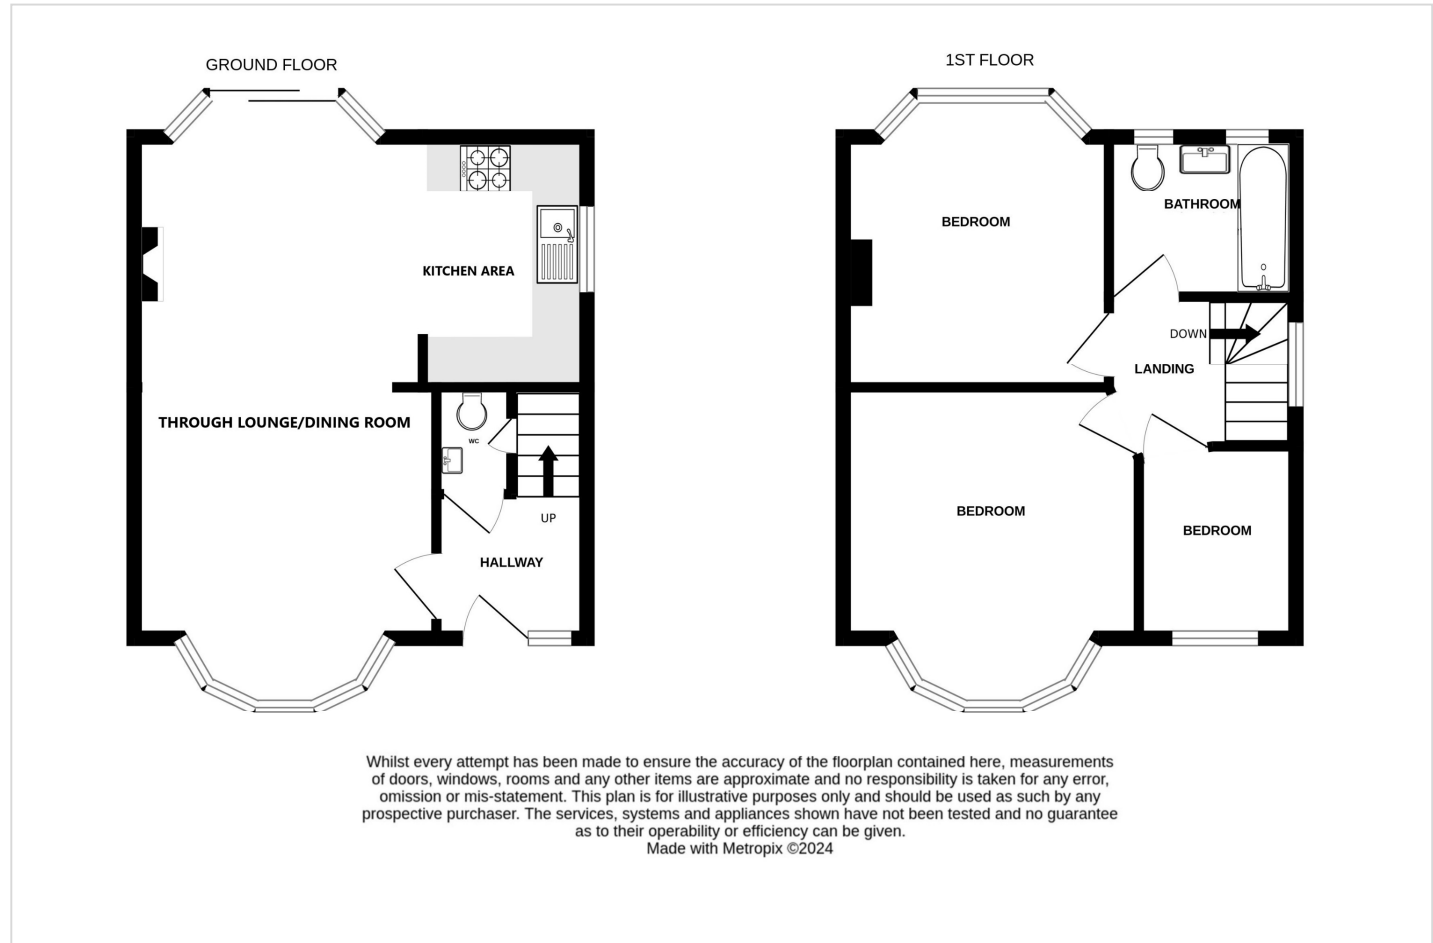 GROUND FLOOR
KITCHEN AREA
THROUGH LOUNGE/DINING ROOM
WC
UP
HALLWAY
1ST FLOOR
BEDROOM
BATHROOM
DOWN
LANDING
BEDROOM
BEDROOM
Whilst every attempt has been made to ensure the accuracy of the floorplan contained here, measurements
of doors, windows, rooms and any other items are approximate and no responsibility is taken for any error,
omission or mis-statement. This plan is for illustrative purposes only and should be used as such by any
prospective purchaser. The services, systems and appliances shown have not been tested and no guarantee
as to their operability or efficiency can be given.
Made with Metropix ©2024